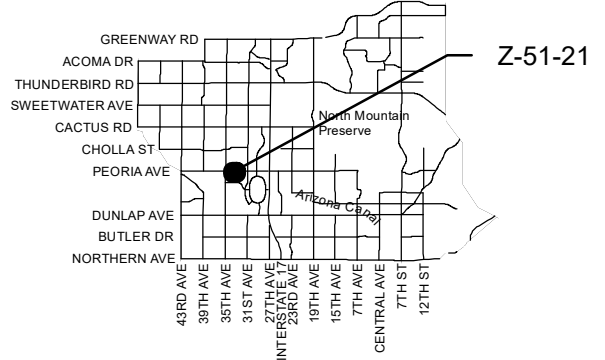 GREENWAY RD
Z-51-21
ACOMA DR
THUNDERBIRD RD
SWEETWATER AVE
North Mountain
Preserve
CACTUS RD
CHOLLA ST
PEORIA AVE
Arizona Canal
DUNLAP AVE
BUTLER DR
NORTHERN AVE
43RD AVE
39TH AVE
35TH AVE
31ST AVE
27TH AVE
INTERSTATE 17
23RD AVE
19TH AVE
15TH AVE
7TH AVE
CENTRAL AVE
7TH ST
12TH ST